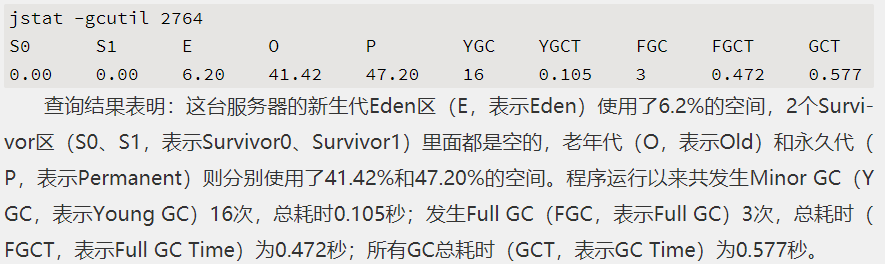 jstat -gcutil 2764
S0 S1 E O P YGC YGCT FGC FGCT GCT
0.00 0.00 6.20 41.42 47.20 16 0.105 3 0.472 0.577
查询结果表明：这台服务器的新生代Eden区（E，表示Eden）使用了6.2%的空间，2个Survi-
vor区（S0、S1，表示Survivor0、Survivor1）里面都是空的，老年代（O，表示Old）和永久代（
P，表示Permanent）则分别使用了41.42%和47.20%的空间。程序运行以来共发生Minor GC（Y
GC，表示Young GC）16次，总耗时0.105秒；发生Full GC（FGC，表示Full GC）3次，总耗时（
FGCT，表示Full GC Time）为0.472秒；所有GC总耗时（GCT，表示GC Time）为0.577秒。